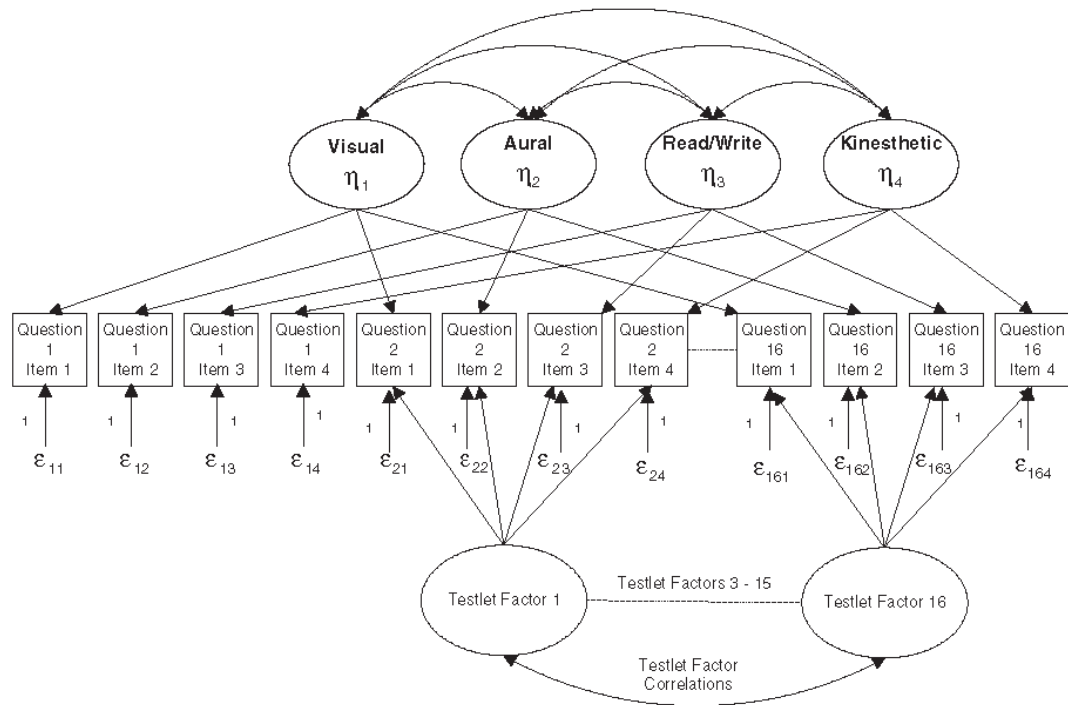 Visual
η1
Aural
η2
Read/Write
η3
Kinesthetic
η4
Question
1
Item 1
Question
1
Item 2
Question
1
Item 3
Question
1
Item 4
Question
2
Item 1
Question
2
Item 2
Question
2
Item 3
Question
2
Item 4
Question
16
Item 1
Question
16
Item 2
Question
16
Item 3
Question
16
Item 4
1
1
1
1
1
1
1
1
1
1
1
1
ε11
ε12
ε13
ε14
ε21
ε22
ε23
ε24
ε161
ε162
ε163
ε164
Testlet Factor 1
Testlet Factors 3 - 15
Testlet Factor 16
Testlet Factor
Correlations